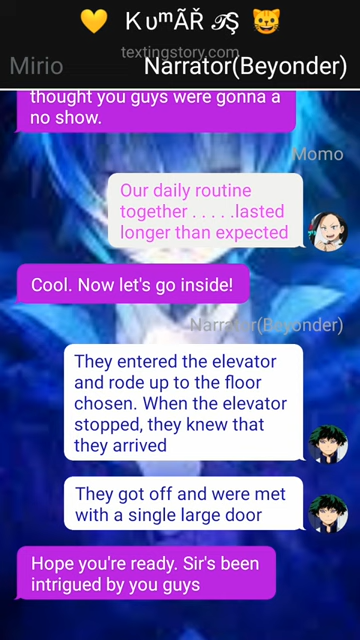 💛 Kυᵐ𝐀̃Ř 𝒯Ş 😺
textingstory.com
Mirio Narrator(Beyonder)
thought you guys were gonna a
no show.
Momo
Our daily routine
together . . . . .lasted
longer than expected
Cool. Now let's go inside!
Narrator(Beyonder)
They entered the elevator
and rode up to the floor
chosen. When the elevator
stopped, they knew that
they arrived
They got off and were met
with a single large door
Hope you're ready. Sir's been
intrigued by you guys